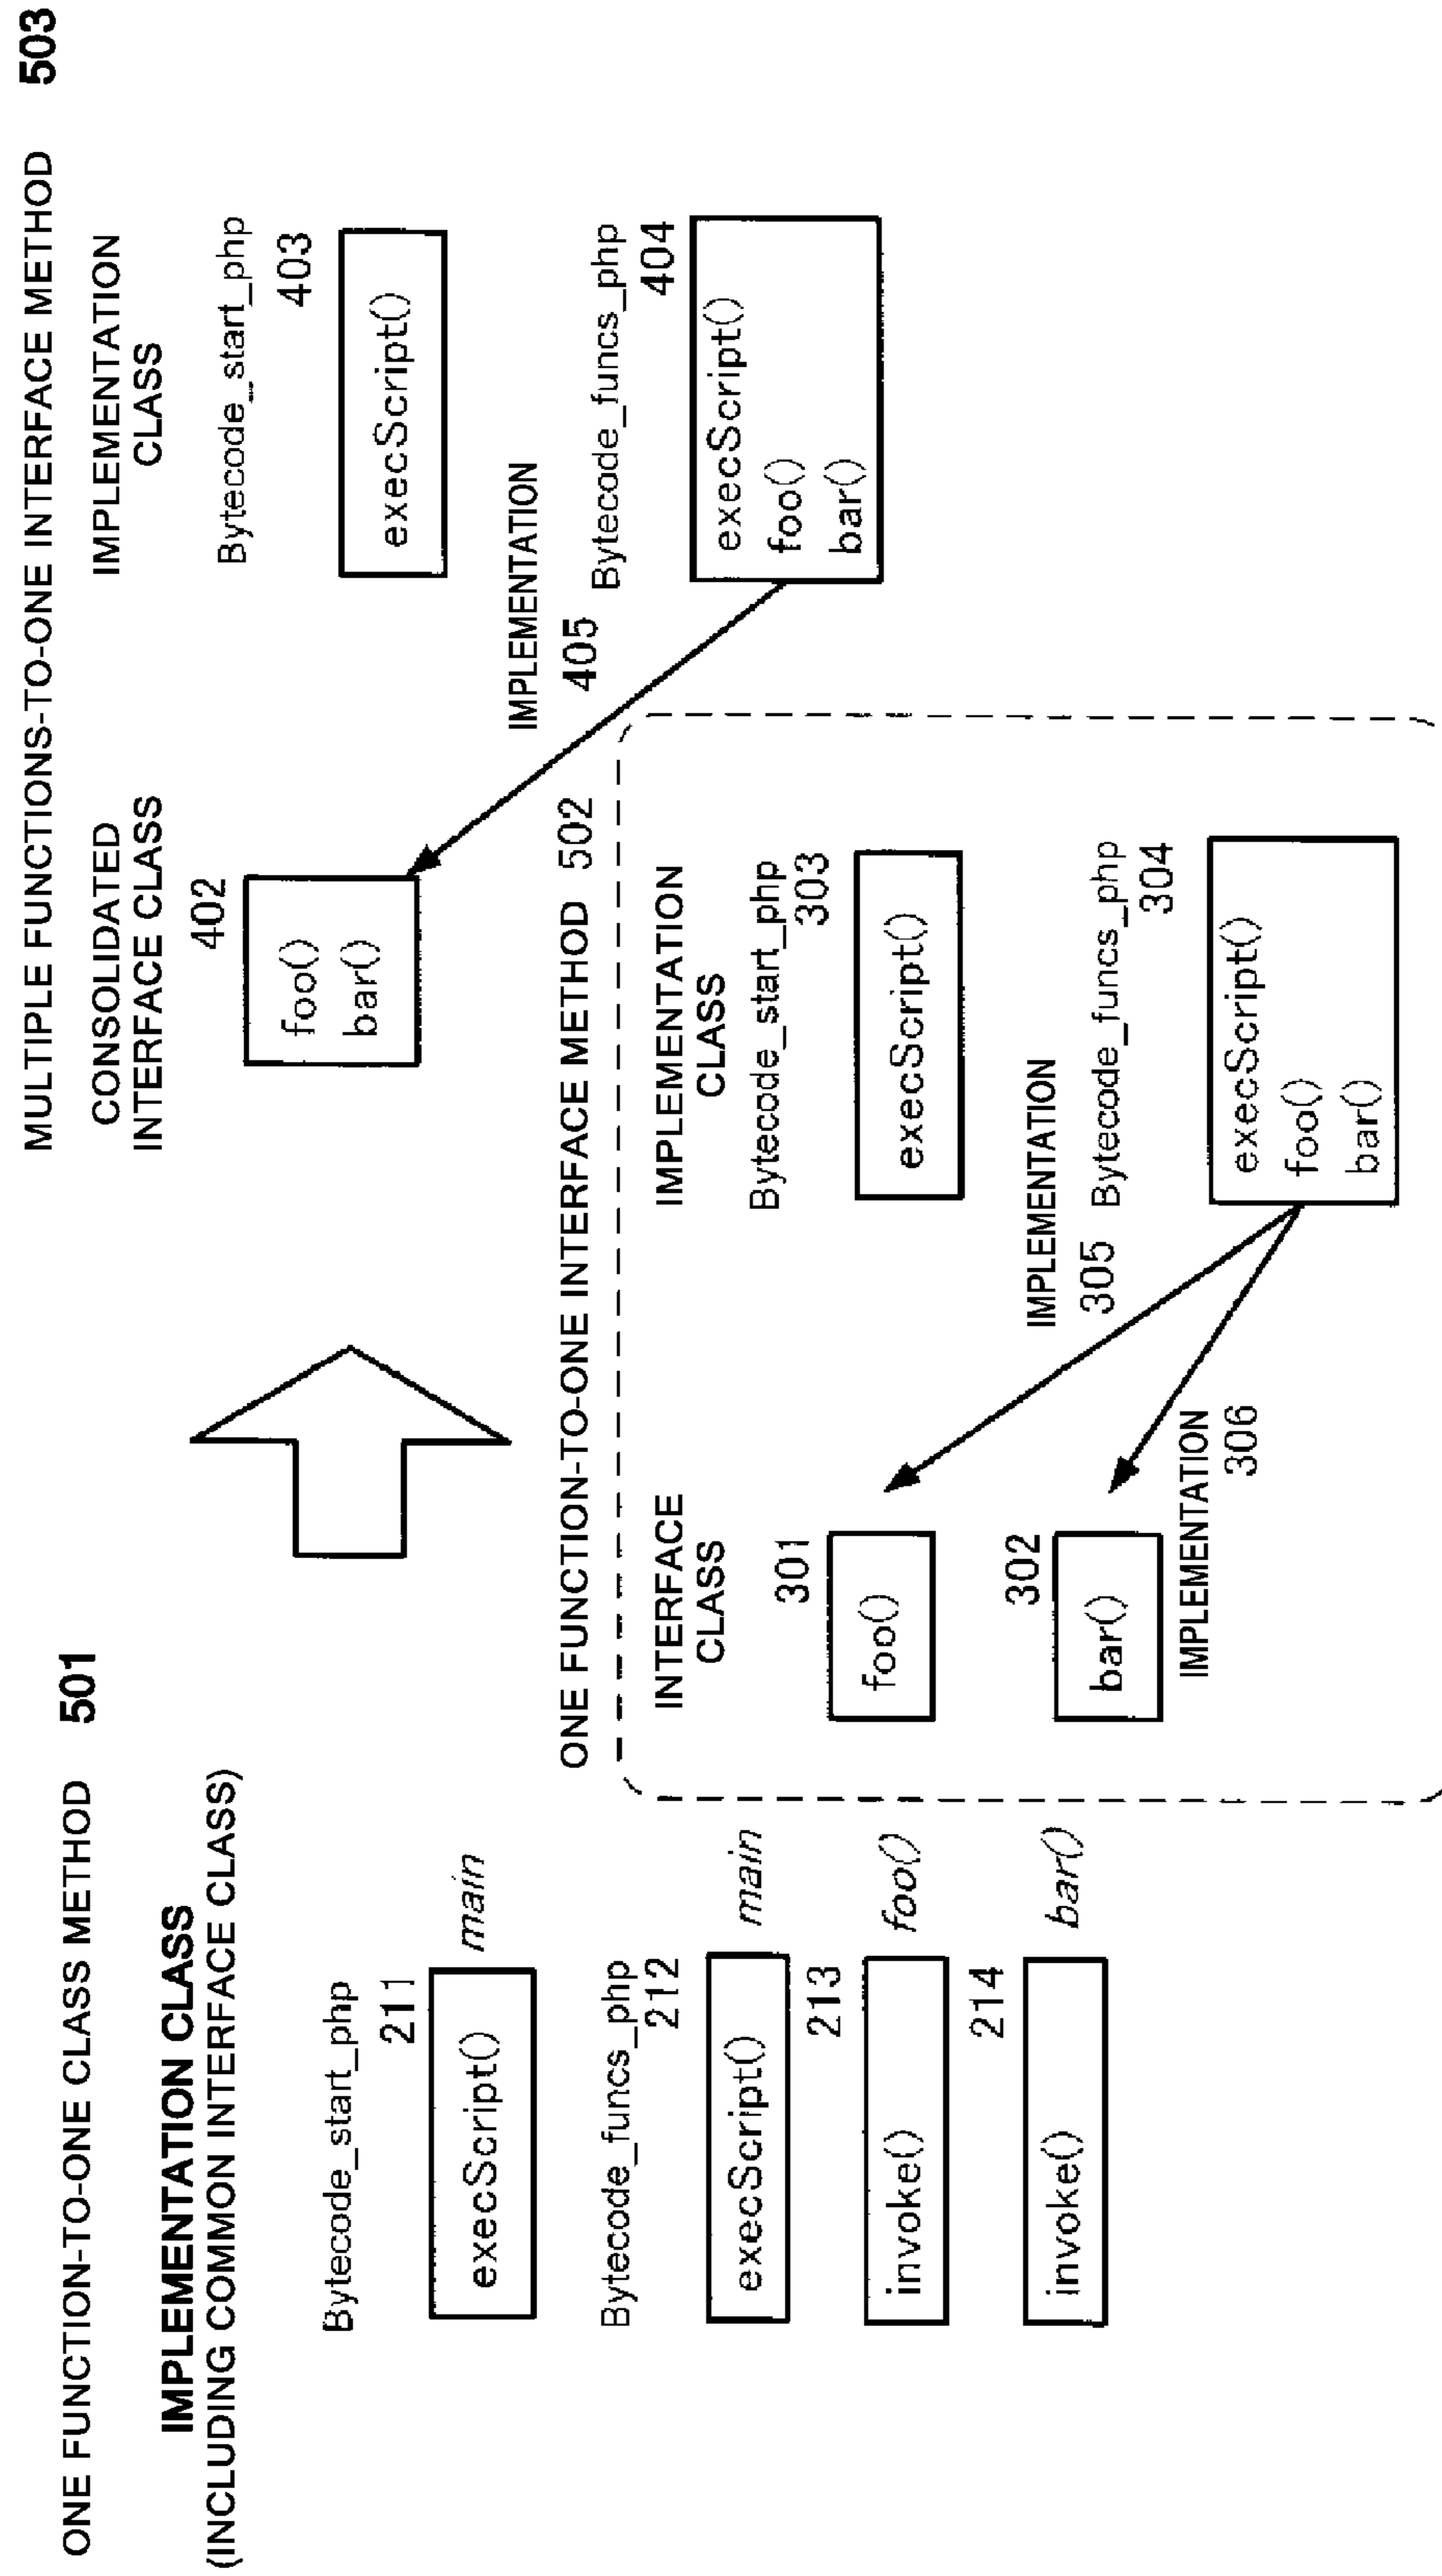 ONE FUNCTION-TO-ONE CLASS METHOD 501
IMPLEMENTATION CLASS
(INCLUDING COMMON INTERFACE CLASS)
Bytecode_start_php
211
execScript()
main
Bytecode_funcs_php
212
execScript()
main
213
invoke()
foo()
214
invoke()
bar()
MULTIPLE FUNCTIONS-TO-ONE INTERFACE METHOD 503
CONSOLIDATED
INTERFACE CLASS
402
foo()
bar()
IMPLEMENTATION
CLASS
Bytecode_start_php
403
execScript()
IMPLEMENTATION
405
Bytecode_funcs_php
404
execScript()
foo()
bar()
ONE FUNCTION-TO-ONE INTERFACE METHOD 502
INTERFACE
CLASS
301
foo()
302
bar()
IMPLEMENTATION
306
IMPLEMENTATION
CLASS
Bytecode_start_php
303
execScript()
IMPLEMENTATION
305
Bytecode_funcs_php
304
execScript()
foo()
bar()